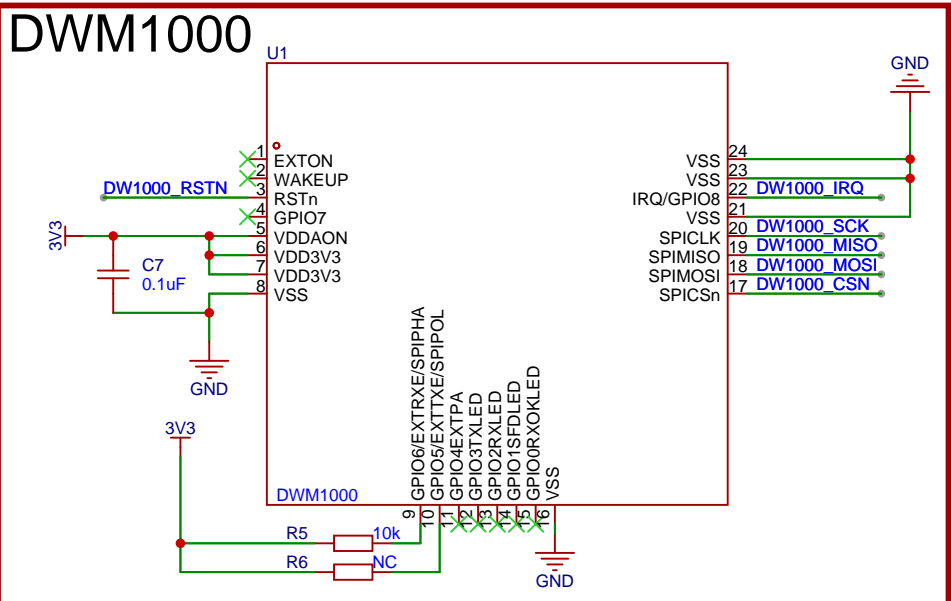 DWM1000
U1
GND
1 EXTON
2 WAKEUP
DW1000_RSTN 3 RSTn
4 GPIO7
3V3 5 VDDAON
6 VDD3V3
7 VDD3V3
8 VSS
C7
0.1uF
GND
VSS 24
VSS 23
IRQ/GPIO8 22 DW1000_IRQ
VSS 21
SPICLK 20 DW1000_SCK
SPIMISO 19 DW1000_MISO
SPIMOSI 18 DW1000_MOSI
SPICSn 17 DW1000_CSN
GPIO6/EXTRXE/SPIPHA 9
GPIO5/EXTTXE/SPIPOL 10
GPIO4EXTPA 11
GPIO3TXLED 12
GPIO2RXLED 13
GPIO1SFDLED 14
GPIO0RXOKLED 15
VSS 16
DWM1000
3V3
R5 10k
R6 NC
GND